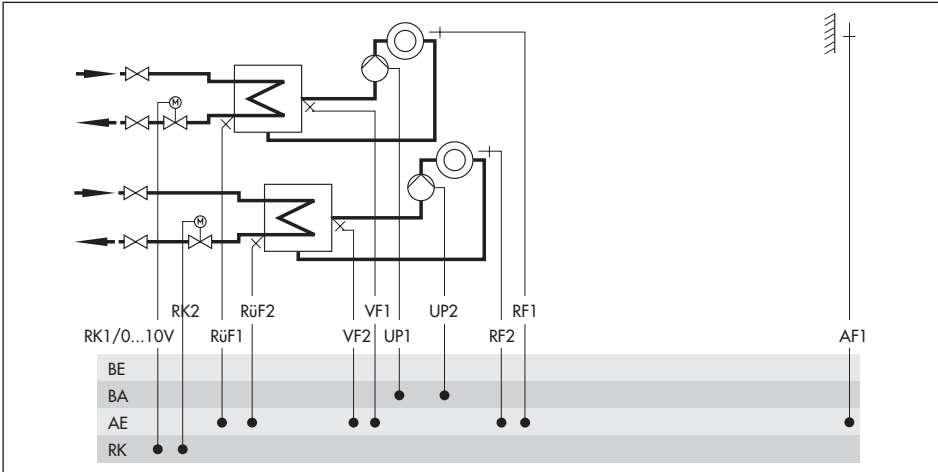 M
M
RK2 RüF2 VF1 UP2 RF1
RK1/0...10V RüF1 VF2 UP1 RF2 AF1
BE
BA
AE
RK